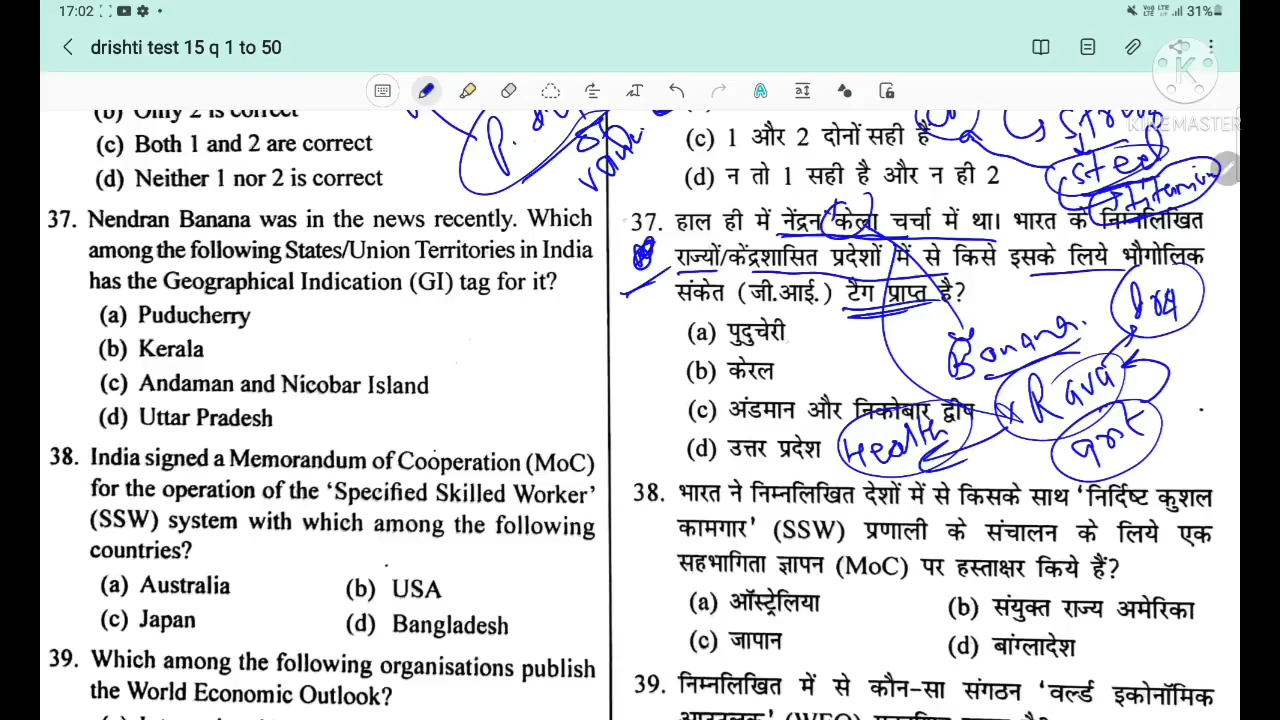 17:02
31%
drishti test 15 q 1 to 50
KINEMASTER
(b) Only 2 is correct
(c) Both 1 and 2 are correct
(d) Neither 1 nor 2 is correct
37. Nendran Banana was in the news recently. Which
among the following States/Union Territories in India
has the Geographical Indication (GI) tag for it?
(a) Puducherry
(b) Kerala
(c) Andaman and Nicobar Island
(d) Uttar Pradesh
38. India signed a Memorandum of Cooperation (MoC)
for the operation of the ‘Specified Skilled Worker’
(SSW) system with which among the following
countries?
(a) Australia (b) USA
(c) Japan (d) Bangladesh
39. Which among the following organisations publish
the World Economic Outlook?
(c) 1 और 2 दोनों सही हैं
(d) न तो 1 सही है और न ही 2
steel
37. हाल ही में नेंद्रन केला चर्चा में था। भारत के निम्नलिखित
राज्यों/केंद्रशासित प्रदेशों में से किसे इसके लिये भौगोलिक
संकेत (जी.आई.) टैग प्राप्त है?
(a) पुदुचेरी
(b) केरल
(c) अंडमान और निकोबार द्वीप
(d) उत्तर प्रदेश
Banana.
Rava
Health
38. भारत ने निम्नलिखित देशों में से किसके साथ ‘निर्दिष्ट कुशल
कामगार’ (SSW) प्रणाली के संचालन के लिये एक
सहभागिता ज्ञापन (MoC) पर हस्ताक्षर किये हैं?
(a) ऑस्ट्रेलिया (b) संयुक्त राज्य अमेरिका
(c) जापान (d) बांग्लादेश
39. निम्नलिखित में से कौन-सा संगठन ‘वर्ल्ड इकोनॉमिक